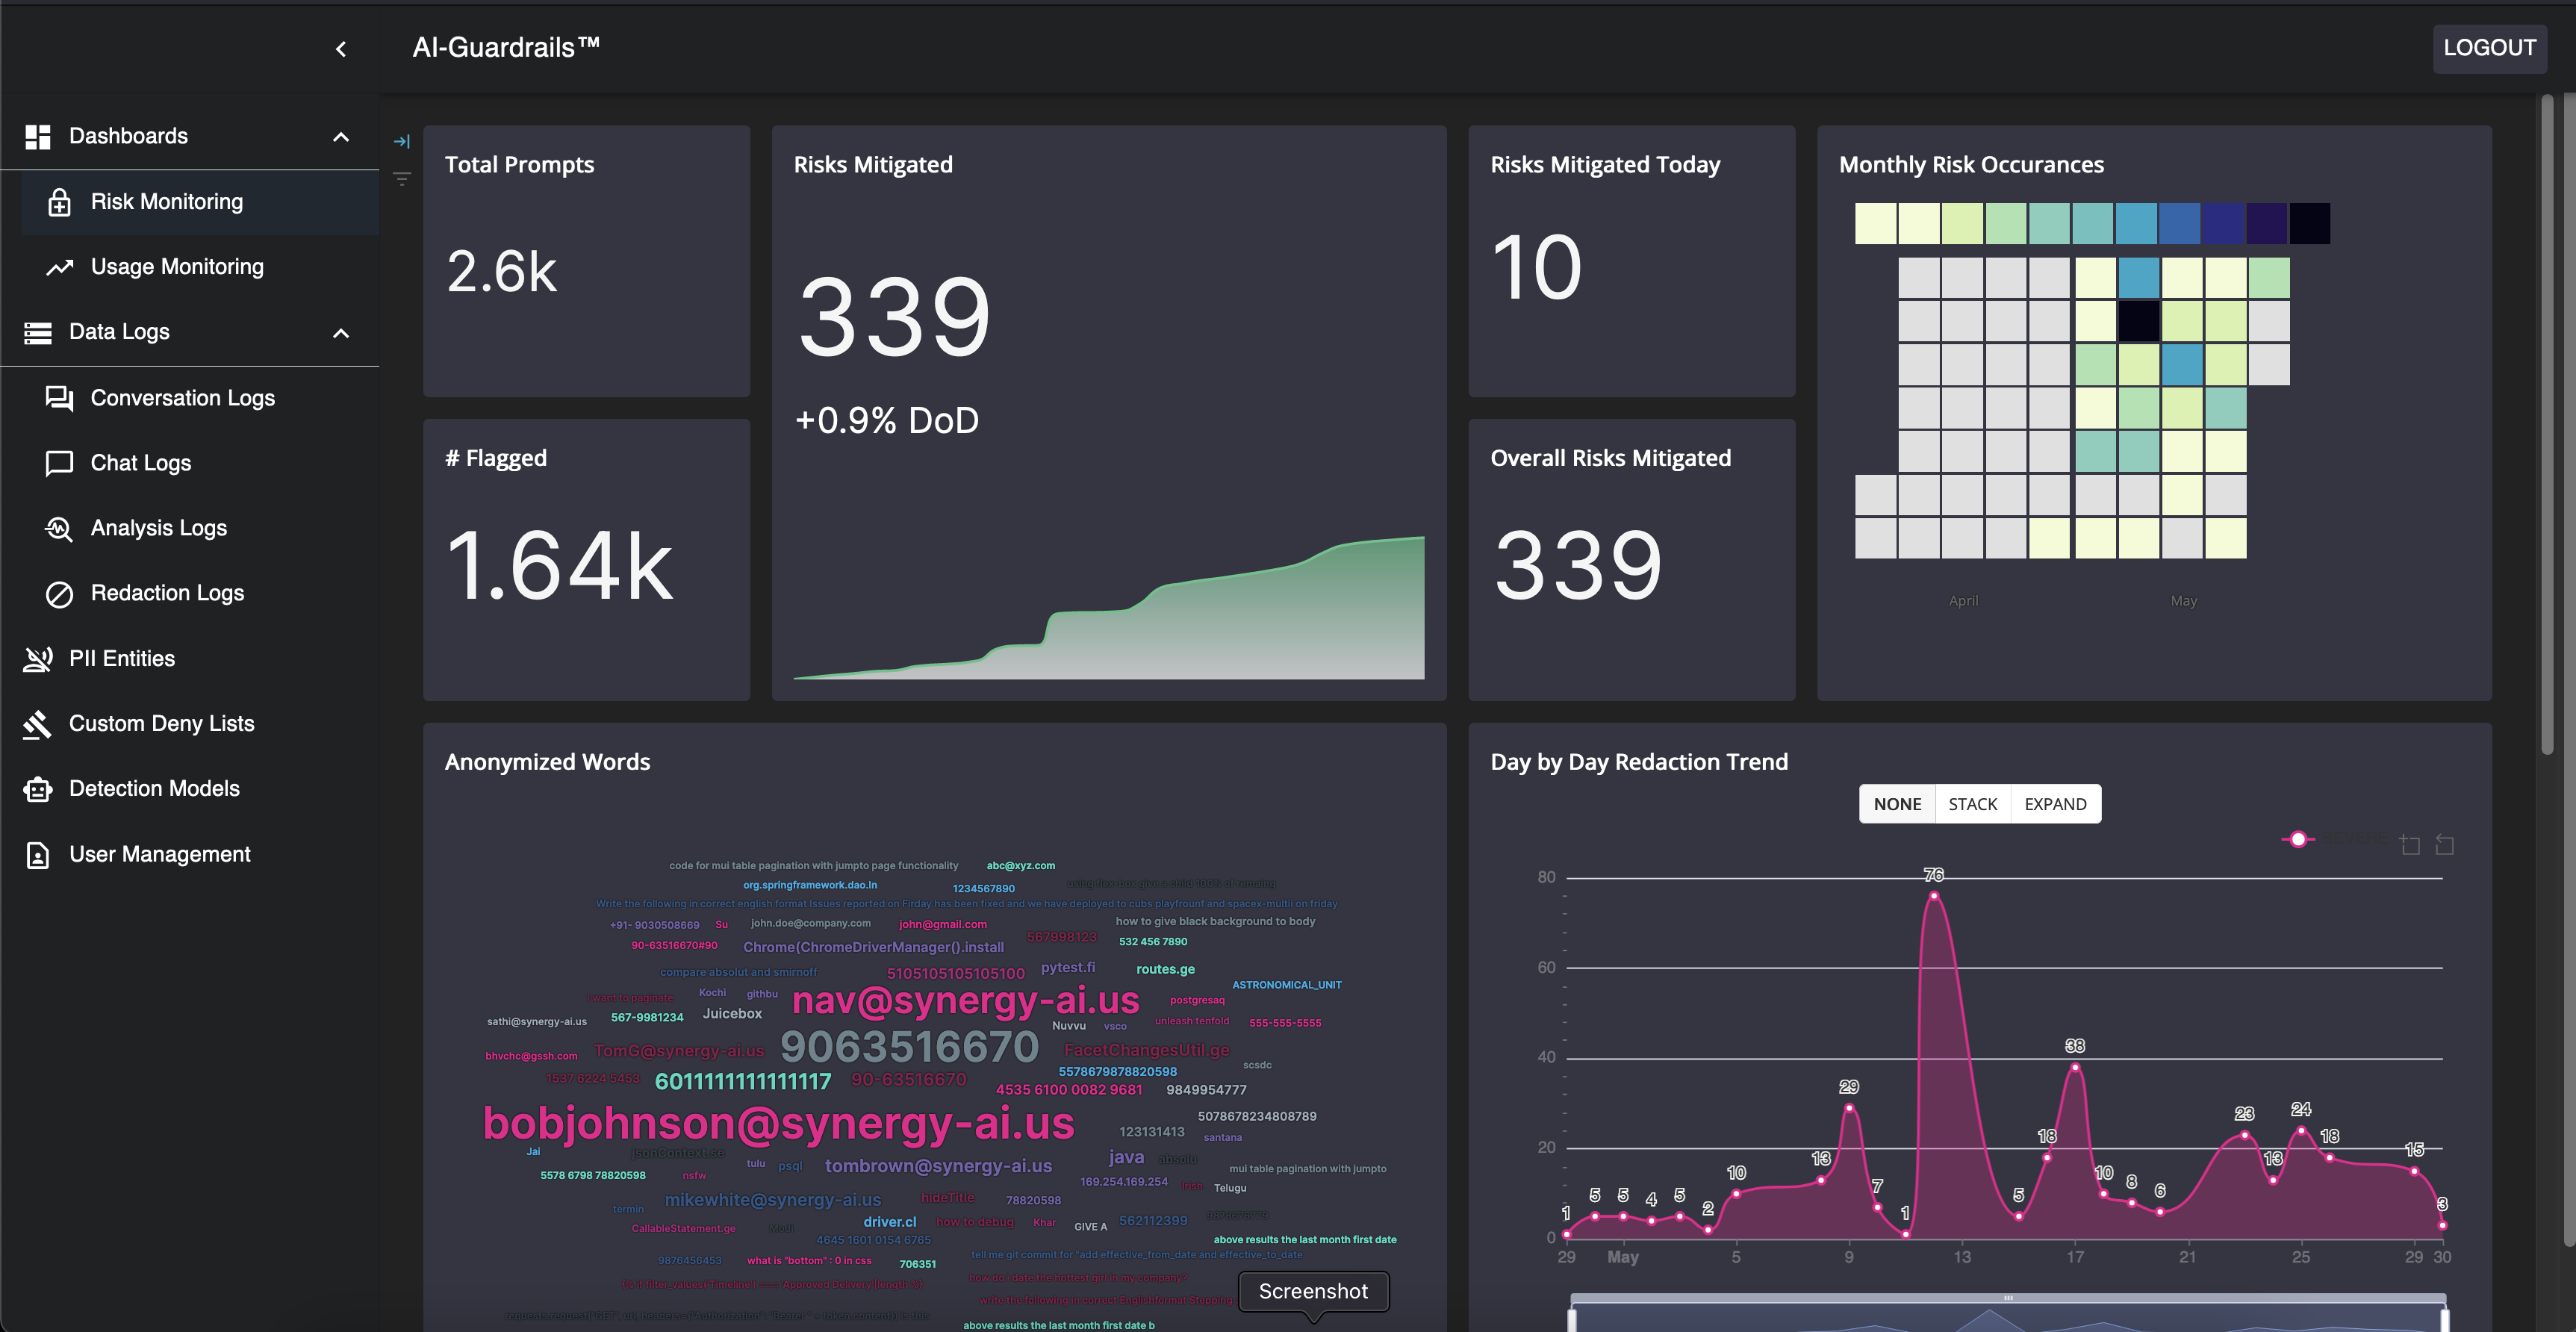 AI-Guardrails™
LOGOUT
Dashboards
Risk Monitoring
Usage Monitoring
Data Logs
Conversation Logs
Chat Logs
Analysis Logs
Redaction Logs
PII Entities
Custom Deny Lists
Detection Models
User Management
Total Prompts
2.6k
# Flagged
1.64k
Risks Mitigated
339
+0.9% DoD
Risks Mitigated Today
10
Overall Risks Mitigated
339
Monthly Risk Occurances
April May
Anonymized Words
code for mui table pagination with jumpto page functionality abc@xyz.com
org.springframework.dao.In 1234567890
Write the following in correct english format Issues reported on Firday has been fixed and we have deployed to cubs playfrounf and spacex-multi on friday
+91- 9030508669 Su john.doe@company.com john@gmail.com how to give black background to body
90-63516670#90 Chrome(ChromeDriverManager().install 567998123 532 456 7890
compare absolut and smirnoff 5105105105105100 pytest.fi routes.ge
I want to paginate Kochi githbu nav@synergy-ai.us postgresaq ASTRONOMICAL_UNIT
sathi@synergy-ai.us 567-9981234 Juicebox Nuvvu vsco unleash tenfold 555-555-5555
bhvchc@gssh.com TomG@synergy-ai.us 9063516670 FacetChangesUtil.ge scsdc
1537 6224 5453 6011111111111117 90-63516670 5578679878820598
4535 6100 0082 9681 9849954777
bobjohnson@synergy-ai.us 5078678234808789
123131413 santana
Jai jsonContext.se tulu psql tombrown@synergy-ai.us java absolu
5578 6798 78820598 nsfw mui table pagination with jumpto
169.254.169.254 Irish Telugu
mikewhite@synergy-ai.us hideTitle 78820598
termin CallableStatement.ge Modi driver.cl how to debug Khar GIVE A 562112399
4645 1601 0154 6765 above results the last month first date
9876456453 what is "bottom" : 0 in css 706351 tell me git commit for "add effective_from_date and effective_to_date
how do i date the hottest girl in my company?
above results the last month first date b
Screenshot
Day by Day Redaction Trend
NONE STACK EXPAND
80
60
40
20
0
1 5 5 4 5 2 10 13 29 7 1 76 5 18 38 10 8 6 23 13 24 18 15 3
29 May 5 9 13 17 21 25 29 30